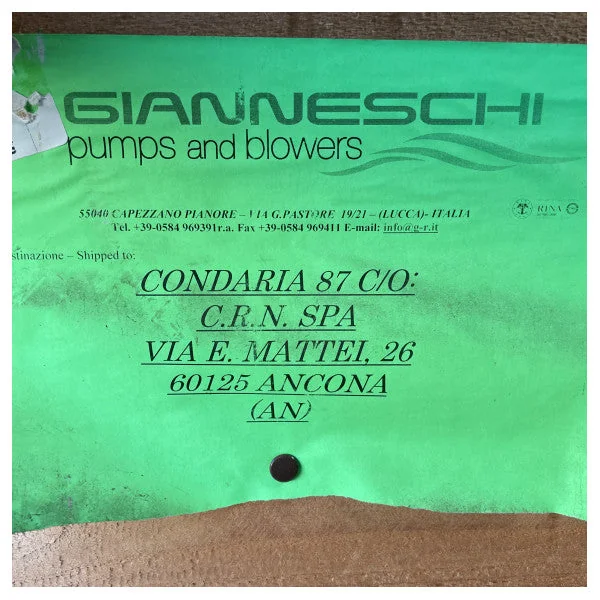 GIANNESCHI
pumps and blowers
55040 CAPEZZANO PIANORE – VIA G.PASTORE 19/21 – (LUCCA)- ITALIA
Tel. +39-0584 969391r.a. Fax +39-0584 969411 E-mail: info@g-r.it
RINA
stinazione – Shipped to:
CONDARIA 87 C/O:
C.R.N. SPA
VIA E. MATTEI, 26
60125 ANCONA
(AN)